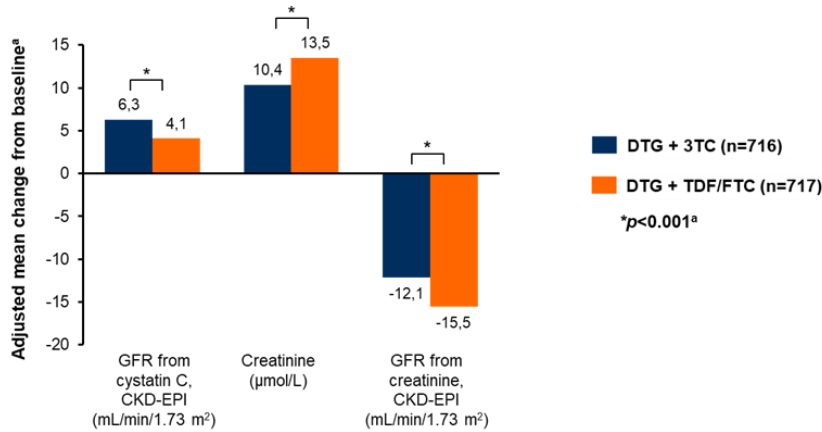 Adjusted mean change from baselineᵃ
15
10
5
0
-5
-10
-15
-20
*
6,3
4,1
*
10,4
13,5
*
-12,1
-15,5
GFR from
cystatin C,
CKD-EPI
(mL/min/1.73 m²)
Creatinine
(µmol/L)
GFR from
creatinine,
CKD-EPI
(mL/min/1.73 m²)
DTG + 3TC (n=716)
DTG + TDF/FTC (n=717)
*p<0.001ᵃ